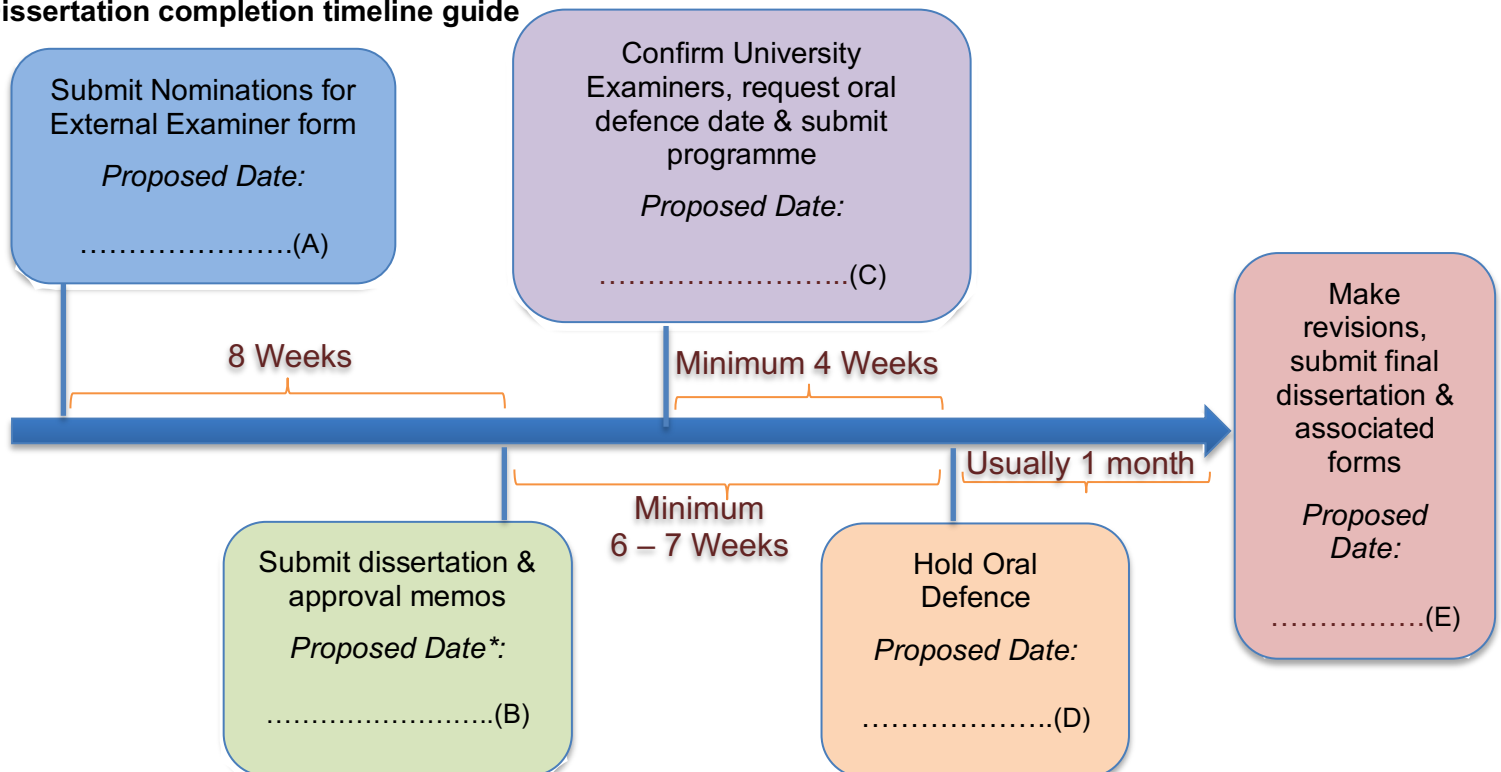 issertation completion timeline guide
Submit Nominations for
External Examiner form
Proposed Date:
………………….(A)
Confirm University
Examiners, request oral
defence date & submit
programme
Proposed Date:
……………………..(C)
8 Weeks
Minimum 4 Weeks
Usually 1 month
Minimum
6 – 7 Weeks
Submit dissertation &
approval memos
Proposed Date*:
……………………..(B)
Hold Oral
Defence
Proposed Date:
………………..(D)
Make
revisions,
submit final
dissertation &
associated
forms
Proposed
Date:
…………….(E)